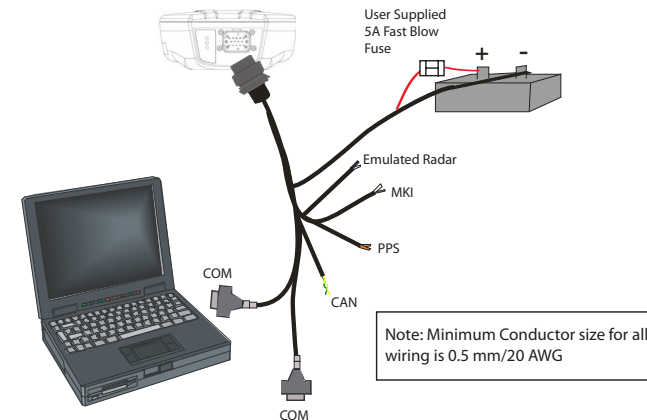 User Supplied
5A Fast Blow
Fuse
+ -
Emulated Radar
MKI
PPS
COM
CAN
Note: Minimum Conductor size for all
wiring is 0.5 mm/20 AWG
COM